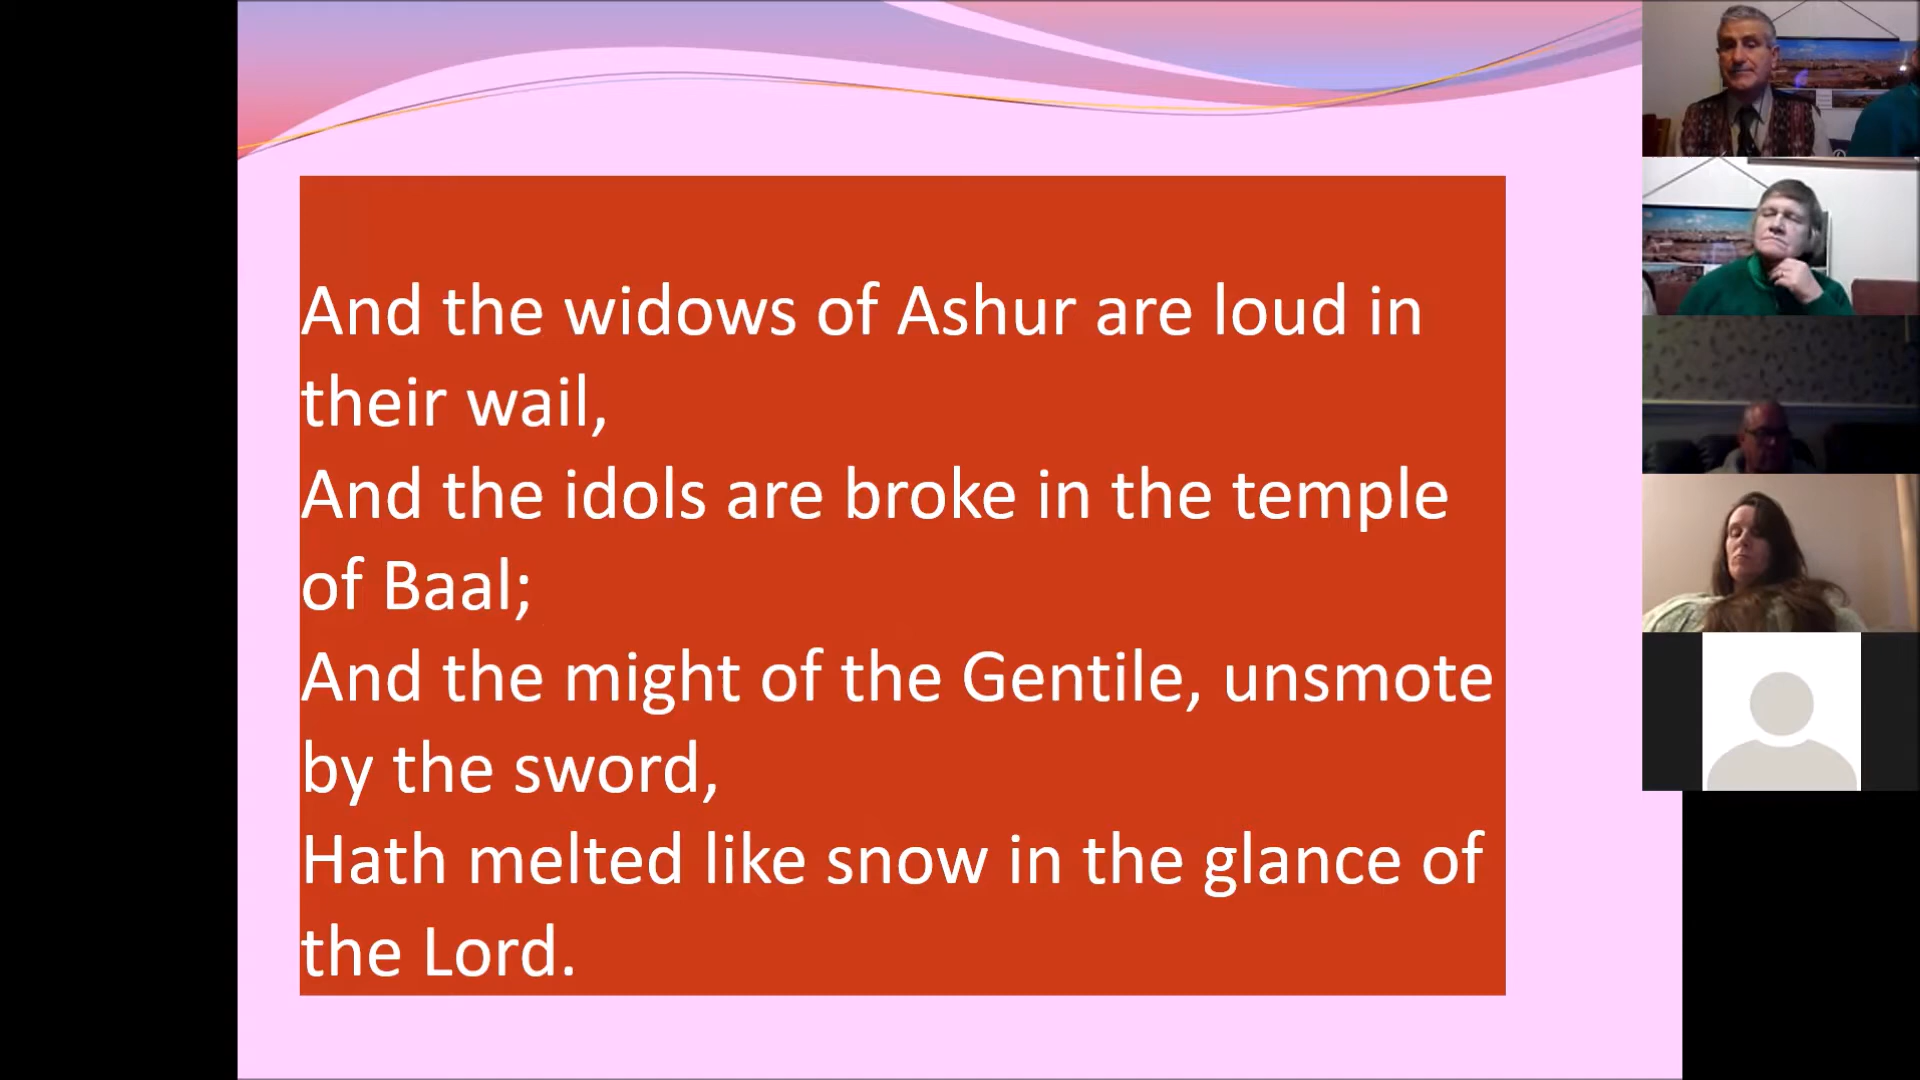 And the widows of Ashur are loud in
their wail,
And the idols are broke in the temple
of Baal;
And the might of the Gentile, unsmote
by the sword,
Hath melted like snow in the glance of
the Lord.